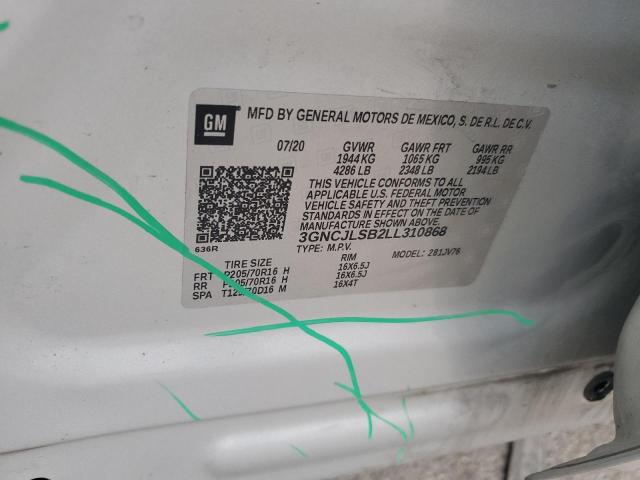 GM
MFD BY GENERAL MOTORS DE MEXICO, S. DE R.L. DE C.V.
07/20 GVWR GAWR FRT GAWR RR
1944 KG 1065 KG 995 KG
4286 LB 2348 LB 2194 LB
THIS VEHICLE CONFORMS TO ALL
APPLICABLE U.S. FEDERAL MOTOR
VEHICLE SAFETY AND THEFT PREVENTION
STANDARDS IN EFFECT ON THE DATE OF
MANUFACTURE SHOWN ABOVE.
3GNCJLSB2LL310868
636R TYPE: M.P.V. MODEL: 281JV76
TIRE SIZE RIM
FRT P205/70R16 H 16X6.5J
RR P205/70R16 H 16X6.5J
SPA T125/70D16 M 16X4T